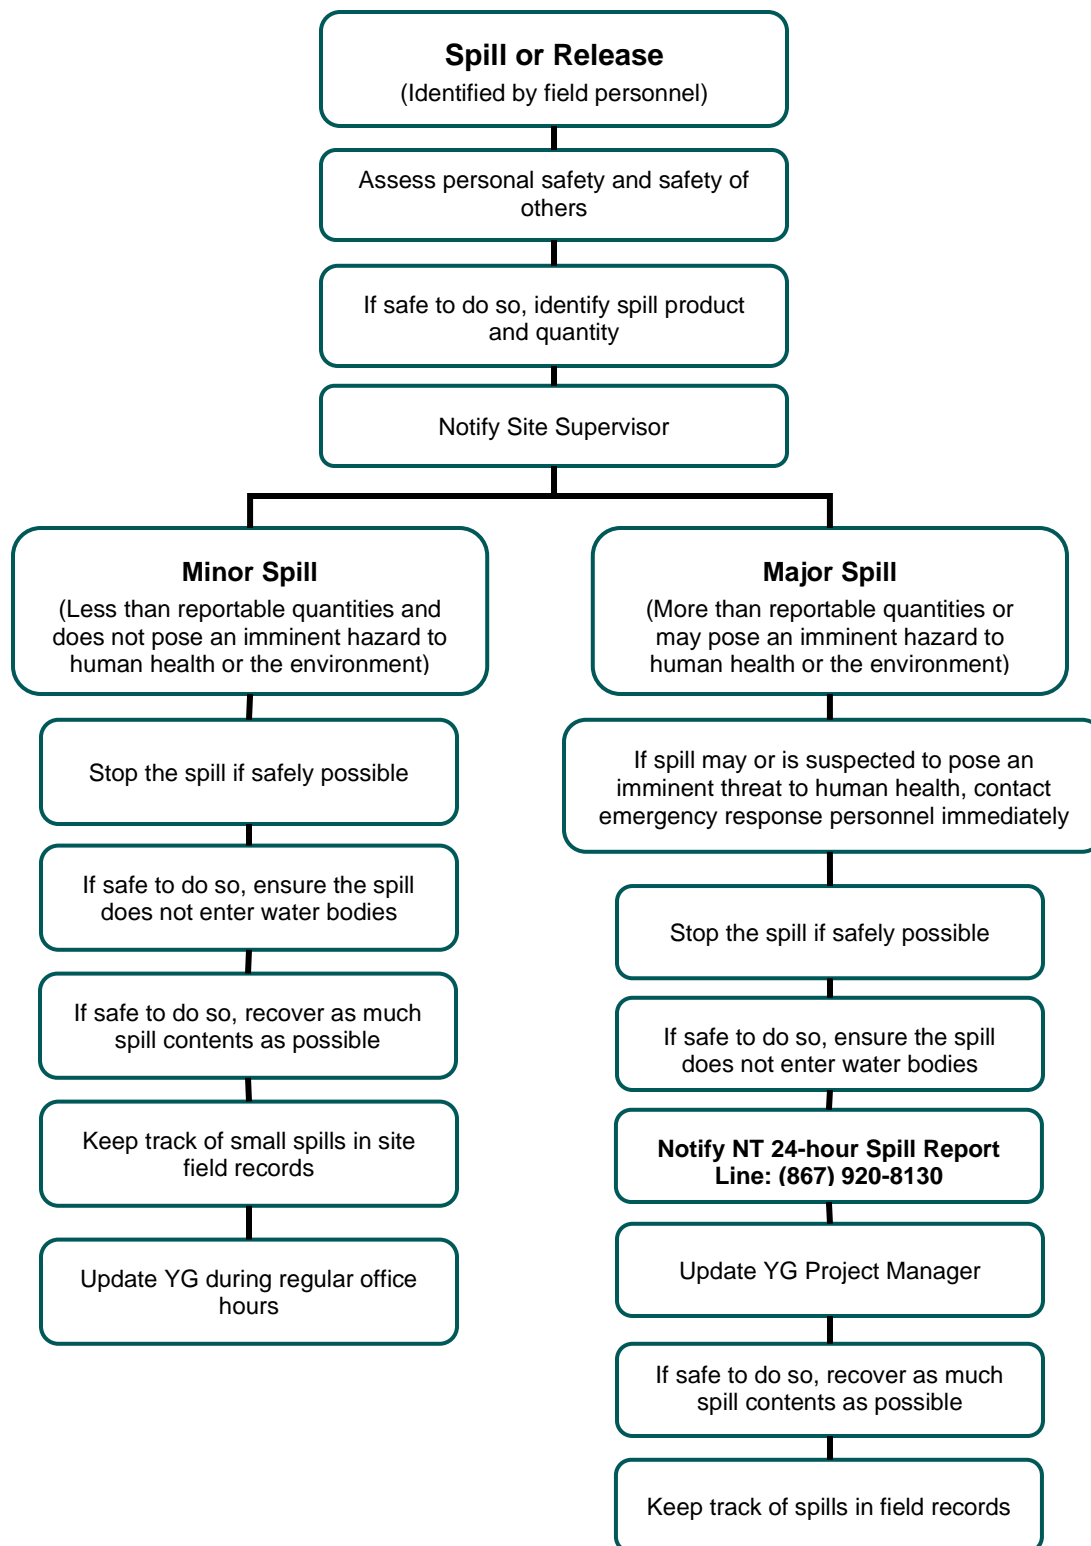 Spill or Release
(Identified by field personnel)
Assess personal safety and safety of
others
If safe to do so, identify spill product
and quantity
Notify Site Supervisor
Minor Spill
(Less than reportable quantities and
does not pose an imminent hazard to
human health or the environment)
Stop the spill if safely possible
If safe to do so, ensure the spill
does not enter water bodies
If safe to do so, recover as much
spill contents as possible
Keep track of small spills in site
field records
Update YG during regular office
hours
Major Spill
(More than reportable quantities or
may pose an imminent hazard to
human health or the environment)
If spill may or is suspected to pose an
imminent threat to human health, contact
emergency response personnel immediately
Stop the spill if safely possible
If safe to do so, ensure the spill
does not enter water bodies
Notify NT 24-hour Spill Report
Line: (867) 920-8130
Update YG Project Manager
If safe to do so, recover as much
spill contents as possible
Keep track of spills in field records